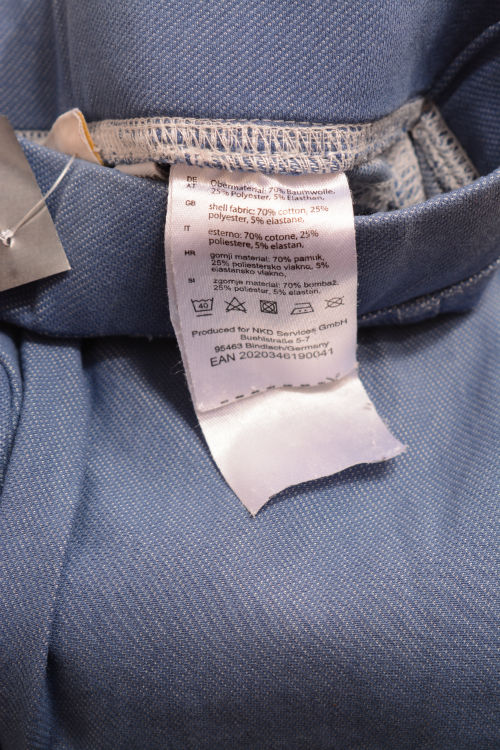 DE AT Obermaterial: 70% Baumwolle,
25% Polyester, 5% Elasthan,
GB shell fabric: 70% cotton, 25%
polyester, 5% elastane,
IT esterno: 70% cotone, 25%
poliestere, 5% elastan,
HR gornji material: 70% pamuk,
25% poliestersko vlakno, 5%
elastansko vlakno,
SI zgornje material: 70% bombaž,
25% poliester, 5% elastan,
40
Produced for NKD Services GmbH
Buehlstraße 5-7
95463 Bindlach/Germany
EAN 2020346190041